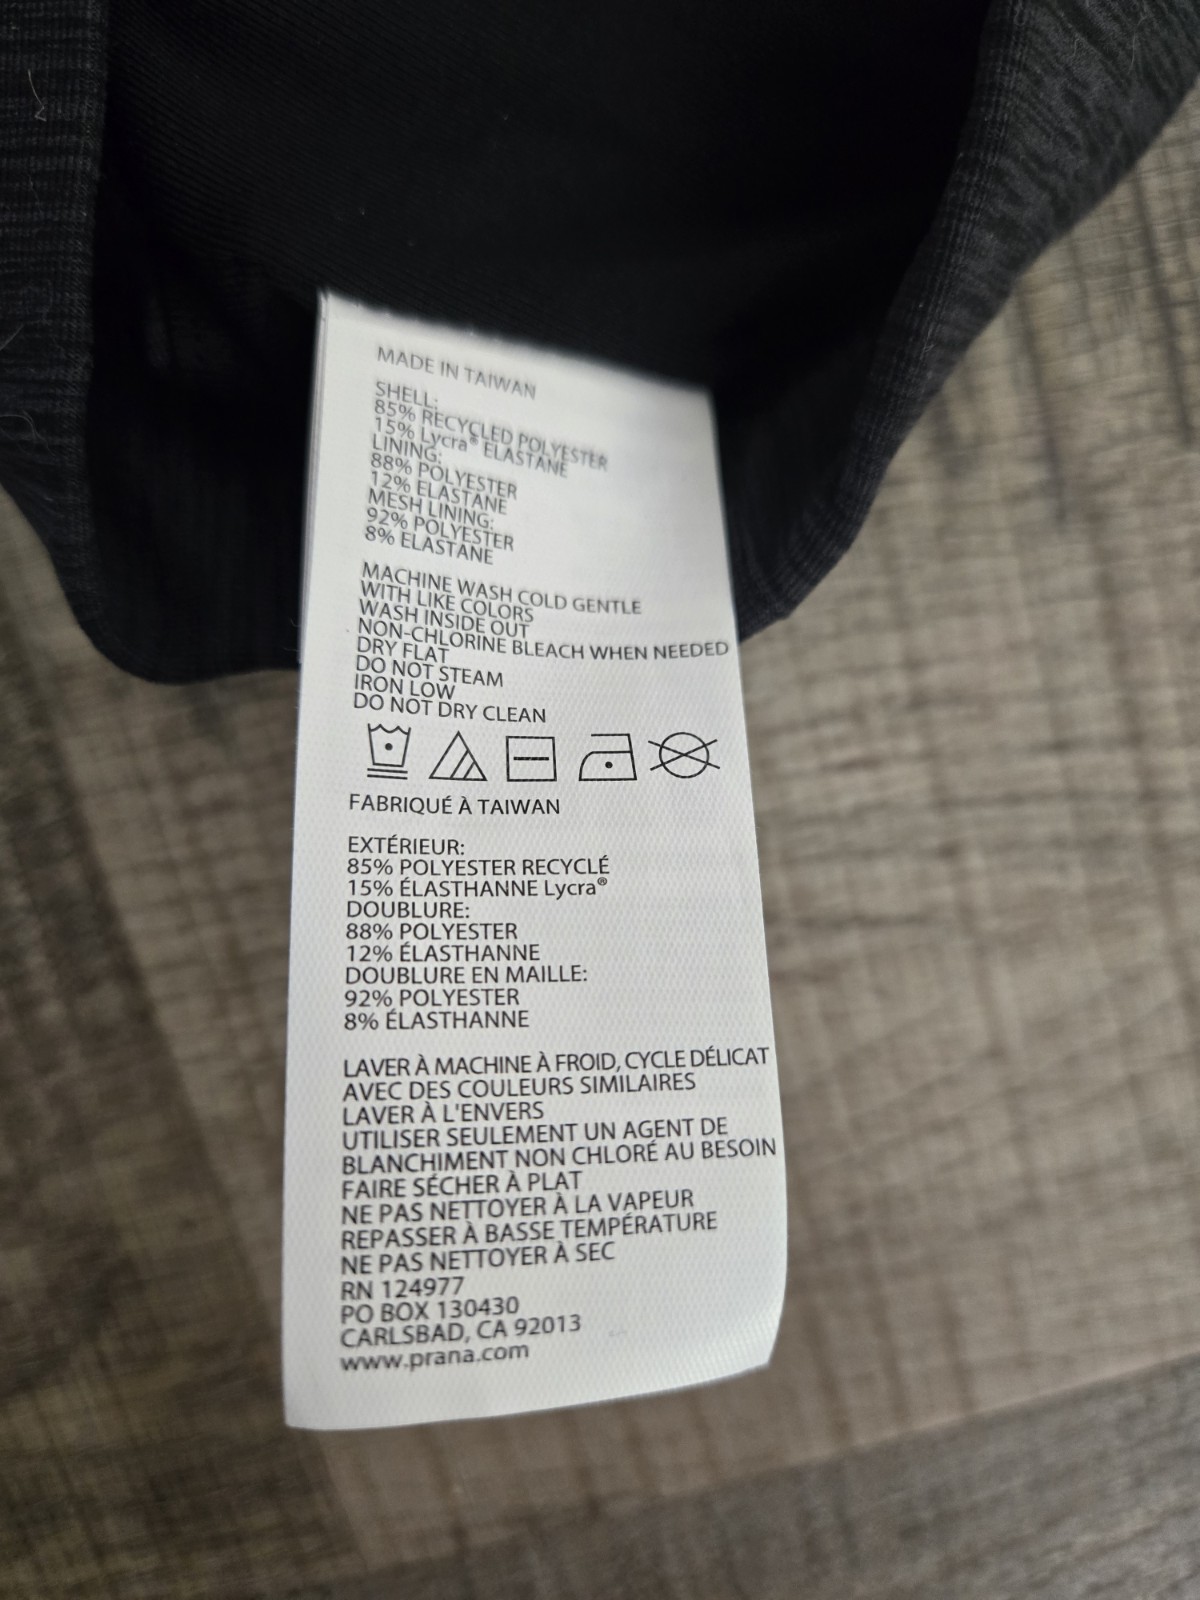 MADE IN TAIWAN
SHELL:
85% RECYCLED POLYESTER
15% Lycra® ELASTANE
LINING:
88% POLYESTER
12% ELASTANE
MESH LINING:
92% POLYESTER
8% ELASTANE
MACHINE WASH COLD GENTLE
WITH LIKE COLORS
WASH INSIDE OUT
NON-CHLORINE BLEACH WHEN NEEDED
DRY FLAT
DO NOT STEAM
IRON LOW
DO NOT DRY CLEAN
FABRIQUÉ À TAIWAN
EXTÉRIEUR:
85% POLYESTER RECYCLÉ
15% ÉLASTHANNE Lycra®
DOUBLURE:
88% POLYESTER
12% ÉLASTHANNE
DOUBLURE EN MAILLE:
92% POLYESTER
8% ÉLASTHANNE
LAVER À MACHINE À FROID, CYCLE DÉLICAT
AVEC DES COULEURS SIMILAIRES
LAVER À L'ENVERS
UTILISER SEULEMENT UN AGENT DE
BLANCHIMENT NON CHLORÉ AU BESOIN
FAIRE SÉCHER À PLAT
NE PAS NETTOYER À LA VAPEUR
REPASSER À BASSE TEMPÉRATURE
NE PAS NETTOYER À SEC
RN 124977
PO BOX 130430
CARLSBAD, CA 92013
www.prana.com